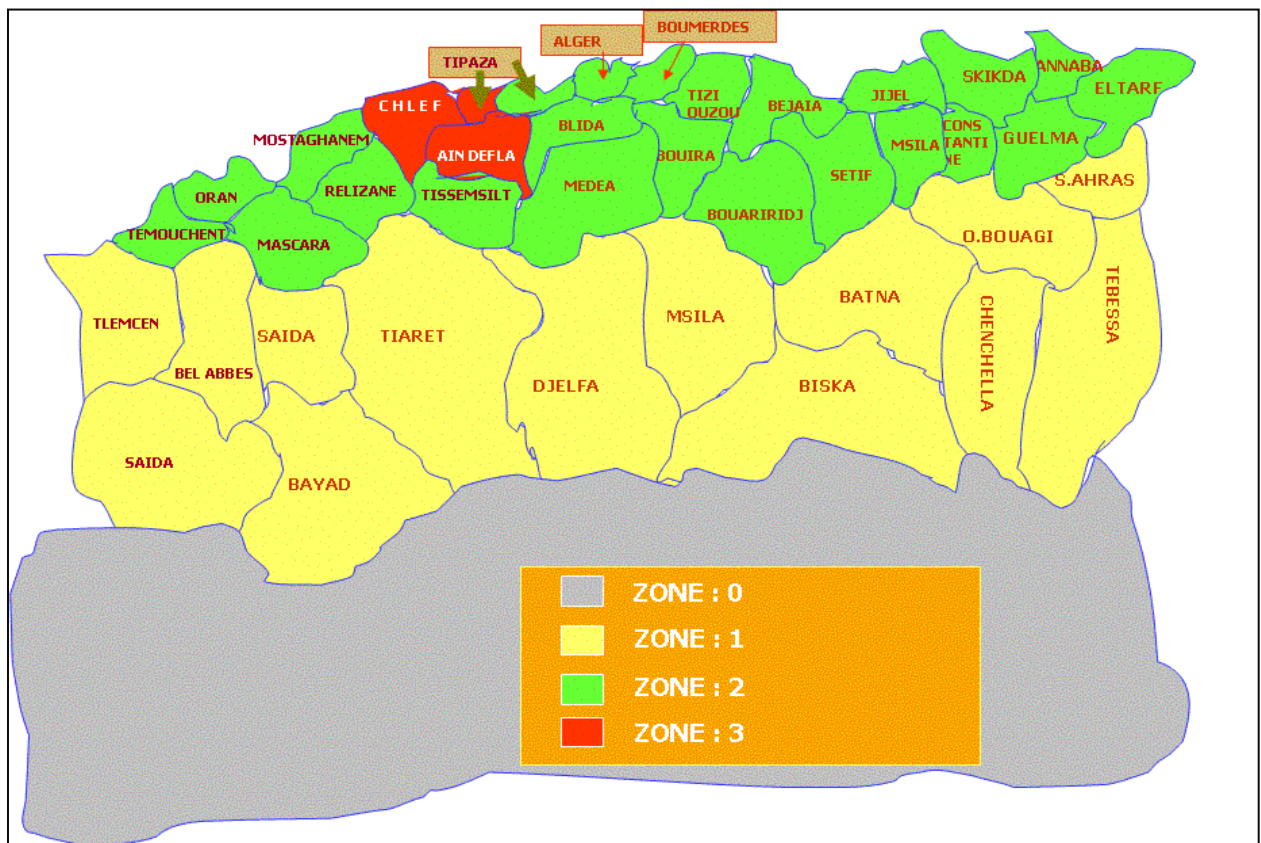 BOUMERDES
ALGER
TIPAZA
CHLEF
AIN DEFLA
MOSTAGHANEM
ORAN
RELIZANE
TISSEMSILT
TEMOUCHENT
MASCARA
BLIDA
MEDEA
TIZI
OUZOU
BOUIRA
BEJAIA
BOUARIRIDJ
SETIF
JIJEL
MSILA
CONS
TANTI
NE
SKIKDA
ANNABA
ELTARF
GUELMA
S.AHRAS
O.BOUAGI
TLEMCEN
BEL ABBES
SAIDA
TIARET
DJELFA
MSILA
BATNA
BISKA
CHENCHELLA
TEBESSA
SAIDA
BAYAD
ZONE : 0
ZONE : 1
ZONE : 2
ZONE : 3